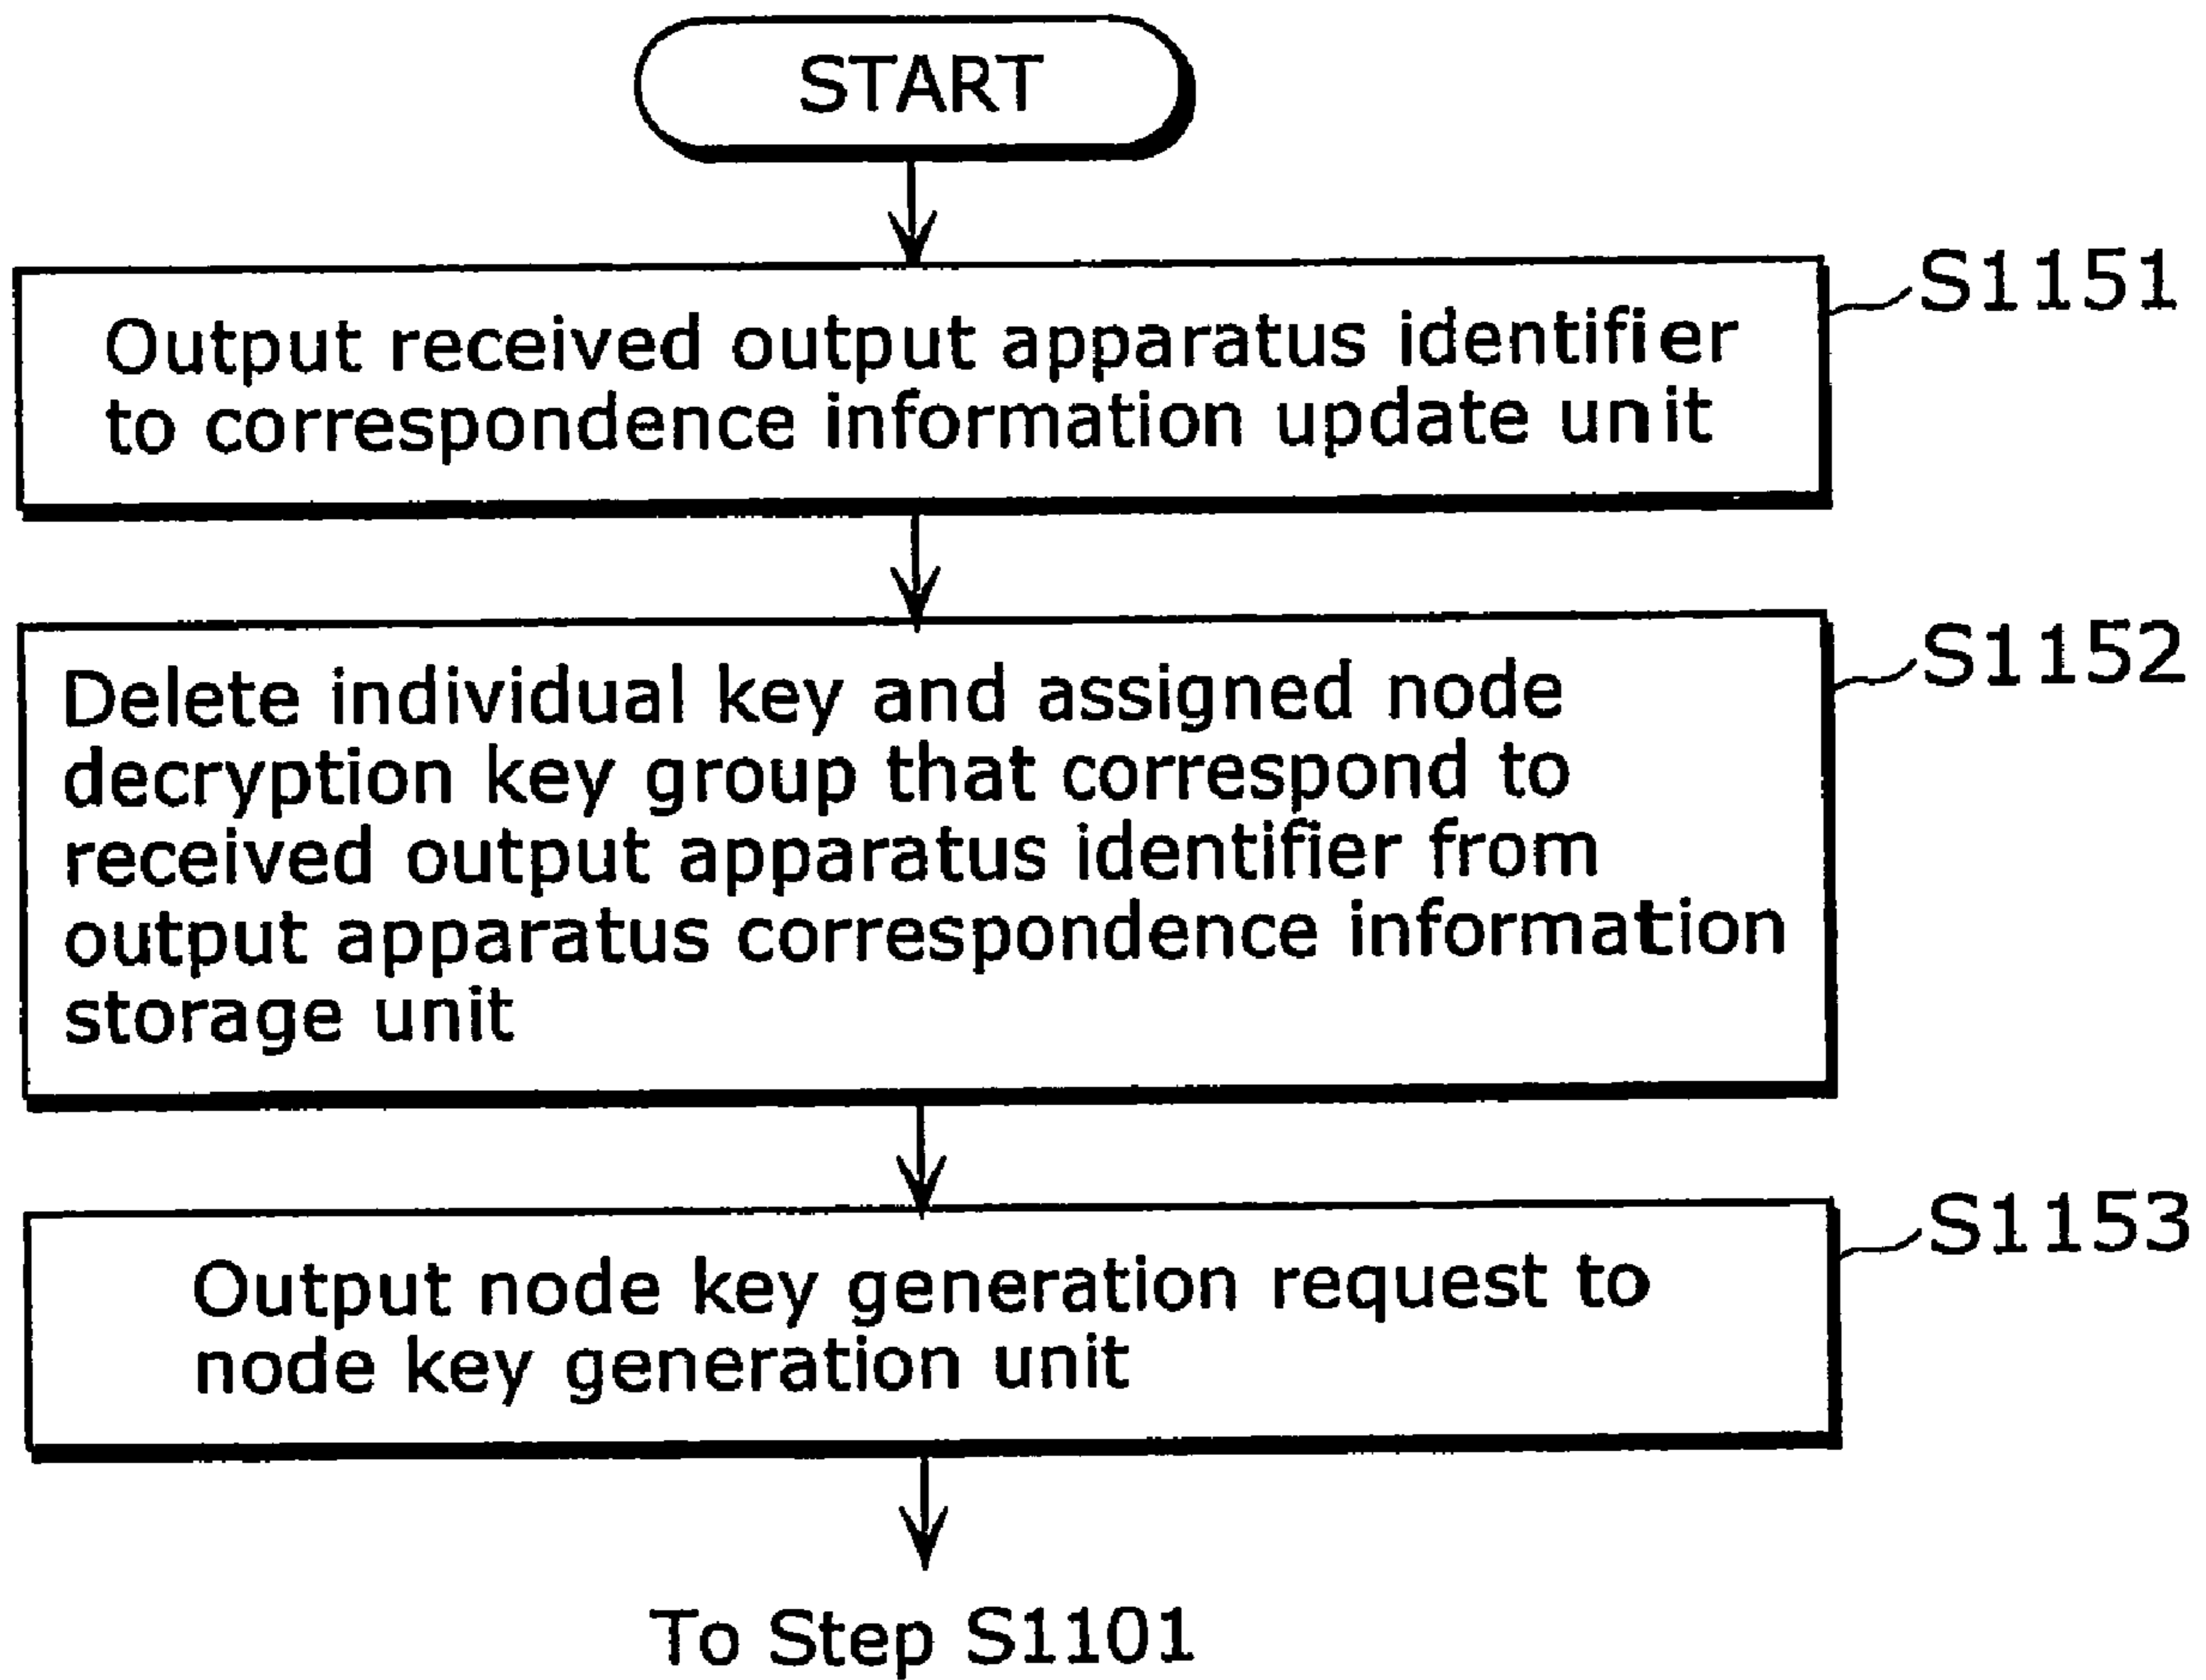 START
S1151
Output received output apparatus identifier
to correspondence information update unit
S1152
Delete individual key and assigned node
decryption key group that correspond to
received output apparatus identifier from
output apparatus correspondence information
storage unit
S1153
Output node key generation request to
node key generation unit
To Step S1101